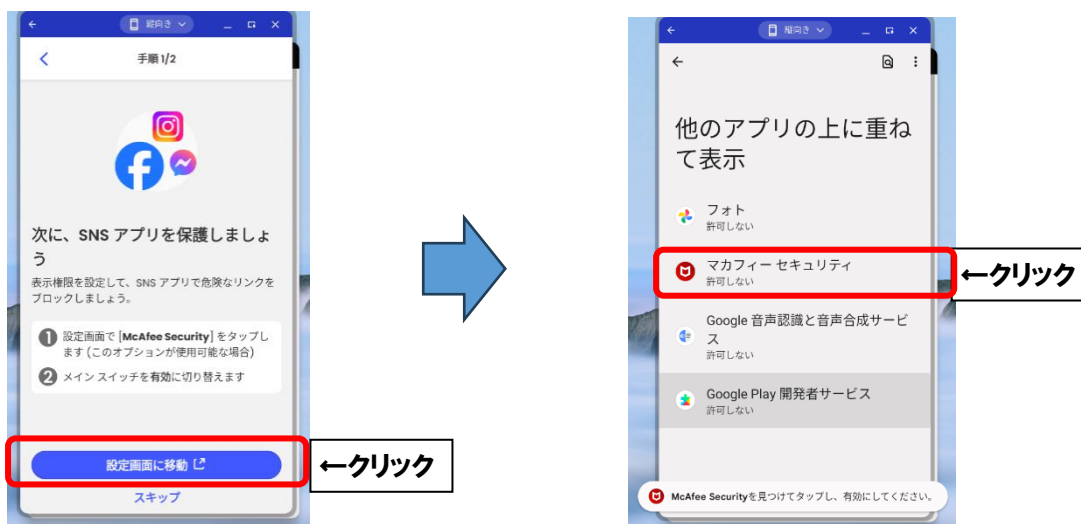 縦向き
手順 1/2
次に、SNS アプリを保護しましょ
う
表示権限を設定して、SNS アプリで危険なリンクを
ブロックしましょう。
1 設定画面で [McAfee Security] をタップし
ます (このオプションが使用可能な場合)
2 メイン スイッチを有効に切り替えます
設定画面に移動
←クリック
スキップ
縦向き
他のアプリの上に重ね
て表示
フォト
許可しない
マカフィー セキュリティ
許可しない
←クリック
Google 音声認識と音声合成サービ
ス
許可しない
Google Play 開発者サービス
許可しない
McAfee Securityを見つけてタップし、有効にしてください。